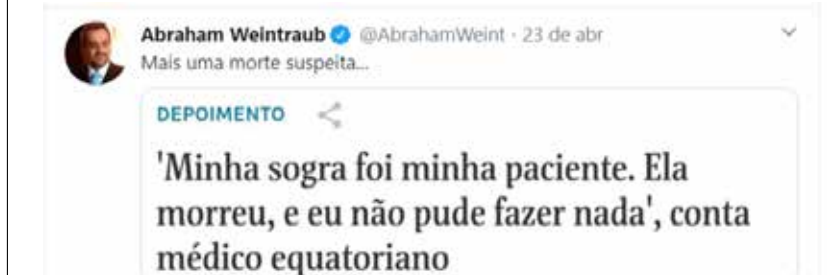 Abraham Weintraub @AbrahamWeint · 23 de abr
Mais uma morte suspeita...
DEPOIMENTO
'Minha sogra foi minha paciente. Ela
morreu, e eu não pude fazer nada', conta
médico equatoriano